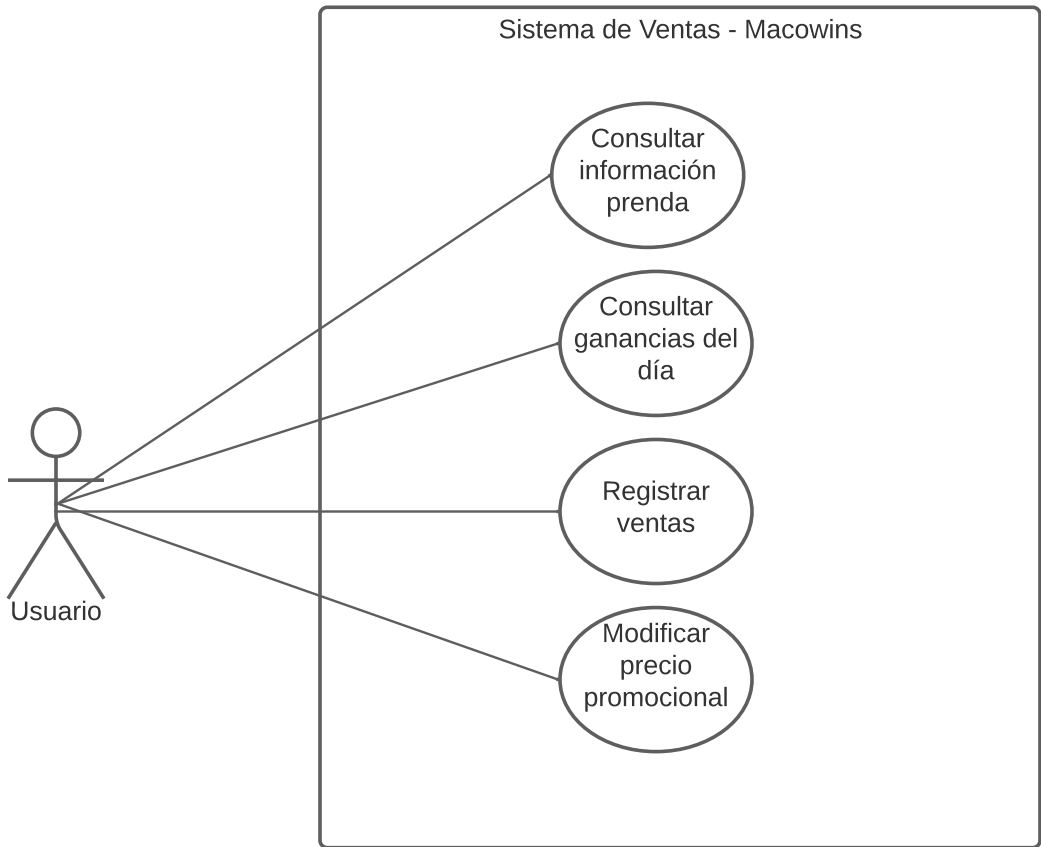 Sistema de Ventas - Macowins
Consultar
información
prenda
Consultar
ganancias del
día
Registrar
ventas
Modificar
precio
promocional
Usuario